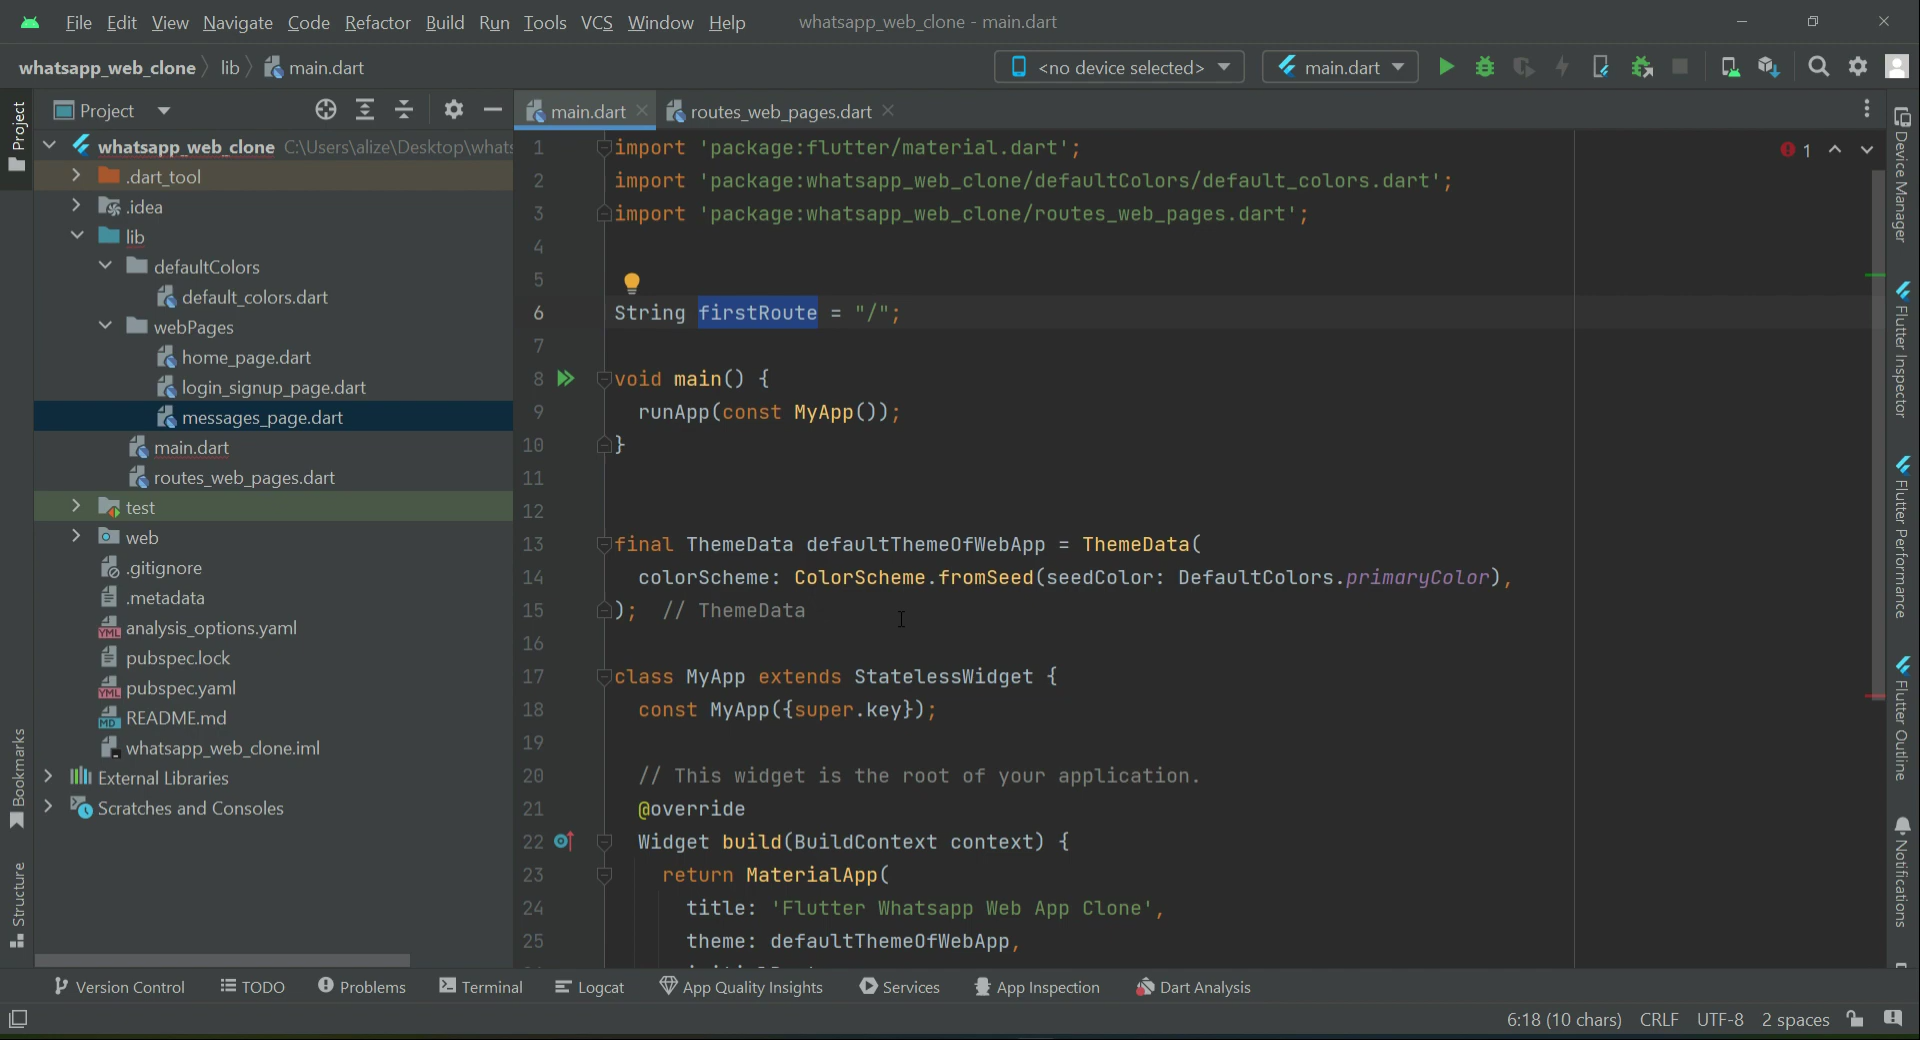 File Edit View Navigate Code Refactor Build Run Tools VCS Window Help whatsapp_web_clone - main.dart
whatsapp_web_clone lib main.dart <no device selected> main.dart
Project main.dart routes_web_pages.dart
Project
whatsapp_web_clone C:\Users\alize\Desktop\whats
.dart_tool
.idea
lib
defaultColors
default_colors.dart
webPages
home_page.dart
login_signup_page.dart
messages_page.dart
main.dart
routes_web_pages.dart
test
web
.gitignore
.metadata
analysis_options.yaml
pubspec.lock
pubspec.yaml
README.md
whatsapp_web_clone.iml
External Libraries
Scratches and Consoles
Bookmarks
Structure
1 import 'package:flutter/material.dart';
2 import 'package:whatsapp_web_clone/defaultColors/default_colors.dart';
3 import 'package:whatsapp_web_clone/routes_web_pages.dart';
4
5
6 String firstRoute = "/";
7
8 void main() {
9 runApp(const MyApp());
10 }
11
12
13 final ThemeData defaultThemeOfWebApp = ThemeData(
14 colorScheme: ColorScheme.fromSeed(seedColor: DefaultColors.primaryColor),
15 ); // ThemeData
16
17 class MyApp extends StatelessWidget {
18 const MyApp({super.key});
19
20 // This widget is the root of your application.
21 @override
22 Widget build(BuildContext context) {
23 return MaterialApp(
24 title: 'Flutter Whatsapp Web App Clone',
25 theme: defaultThemeOfWebApp,
1
Device Manager
Flutter Inspector
Flutter Performance
Flutter Outline
Notifications
Version Control TODO Problems Terminal Logcat App Quality Insights Services App Inspection Dart Analysis
6:18 (10 chars) CRLF UTF-8 2 spaces